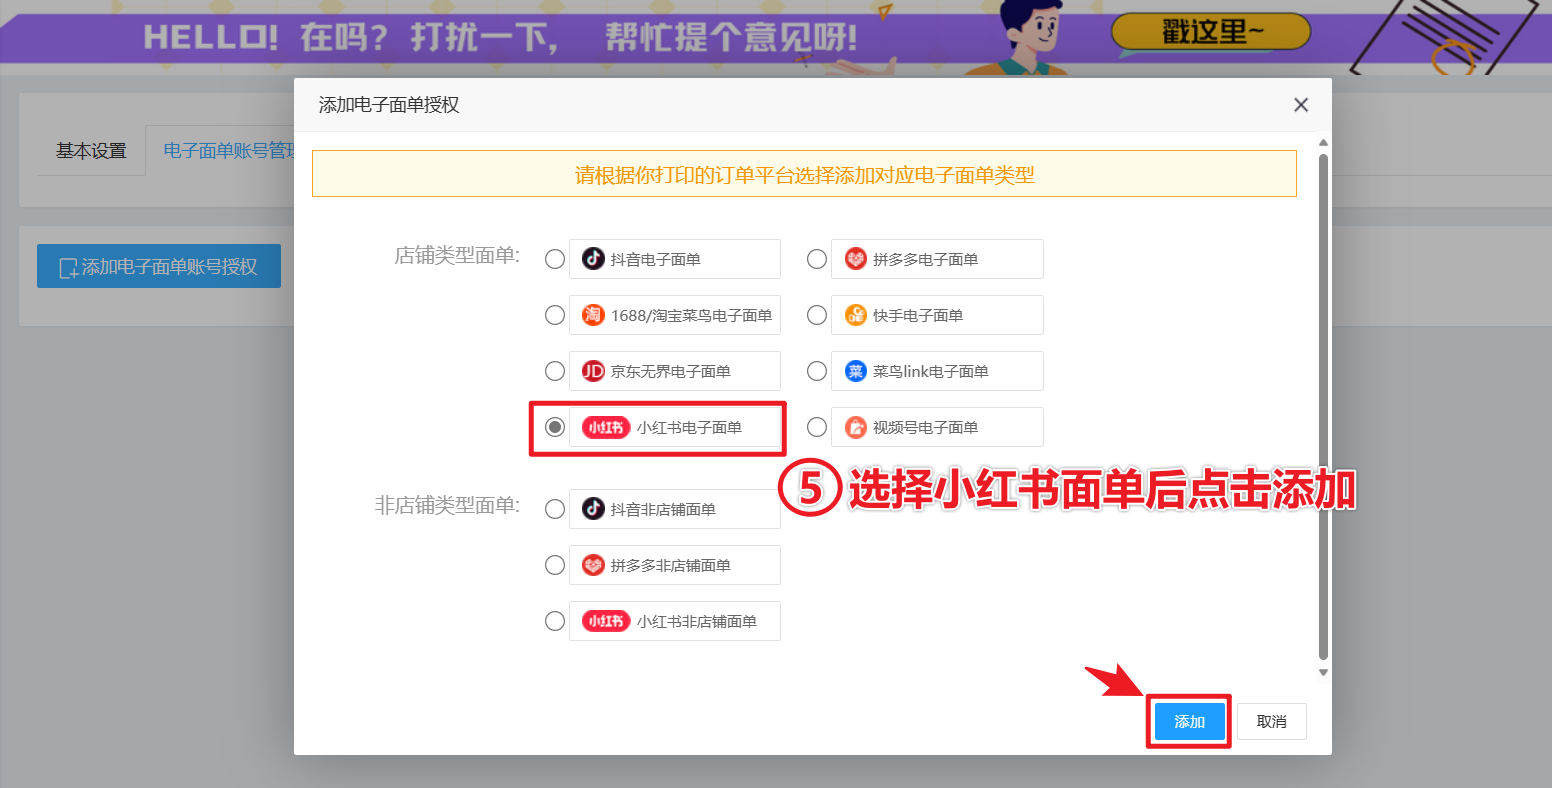 HELLO! 在吗? 打扰一下, 帮忙提个意见呀!
戳这里~
添加电子面单授权
基本设置
电子面单账号管理
请根据你打印的订单平台选择添加对应电子面单类型
添加电子面单账号授权
店铺类型面单:
抖音电子面单
拼多多电子面单
淘 1688/淘宝菜鸟电子面单
快手电子面单
JD 京东无界电子面单
菜 菜鸟link电子面单
小红书 小红书电子面单
视频号电子面单
⑤ 选择小红书面单后点击添加
非店铺类型面单:
抖音非店铺面单
拼多多非店铺面单
小红书 小红书非店铺面单
添加
取消